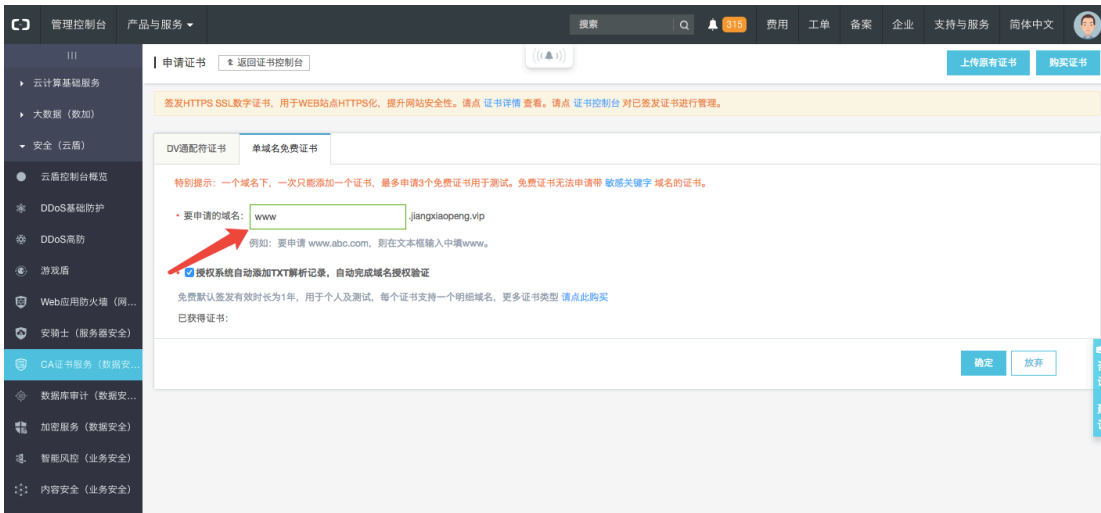 管理控制台 产品与服务 搜索 315 费用 工单 备案 企业 支持与服务 简体中文
申请证书 返回证书控制台 上传原有证书 购买证书
签发HTTPS SSL数字证书，用于WEB站点HTTPS化，提升网站安全性。请点 证书详情 查看。请点 证书控制台 对已签发证书进行管理。
DV通配符证书 单域名免费证书
特别提示：一个域名下，一次只能添加一个证书，最多申请3个免费证书用于测试。免费证书无法申请带 敏感关键字 域名的证书。
* 要申请的域名： www .jiangxiaopeng.vip
例如：要申请 www.abc.com，则在文本框输入中填www。
* 授权系统自动添加TXT解析记录，自动完成域名授权验证
免费默认签发有效时长为1年，用于个人及测试，每个证书支持一个明细域名，更多证书类型 请点此购买
已获得证书：
确定 放弃
云计算基础服务
大数据（数加）
安全（云盾）
云盾控制台概览
DDoS基础防护
DDoS高防
游戏盾
Web应用防火墙（网...
安骑士（服务器安全）
CA证书服务（数据安...
数据库审计（数据安...
加密服务（数据安全）
智能风控（业务安全）
内容安全（业务安全）